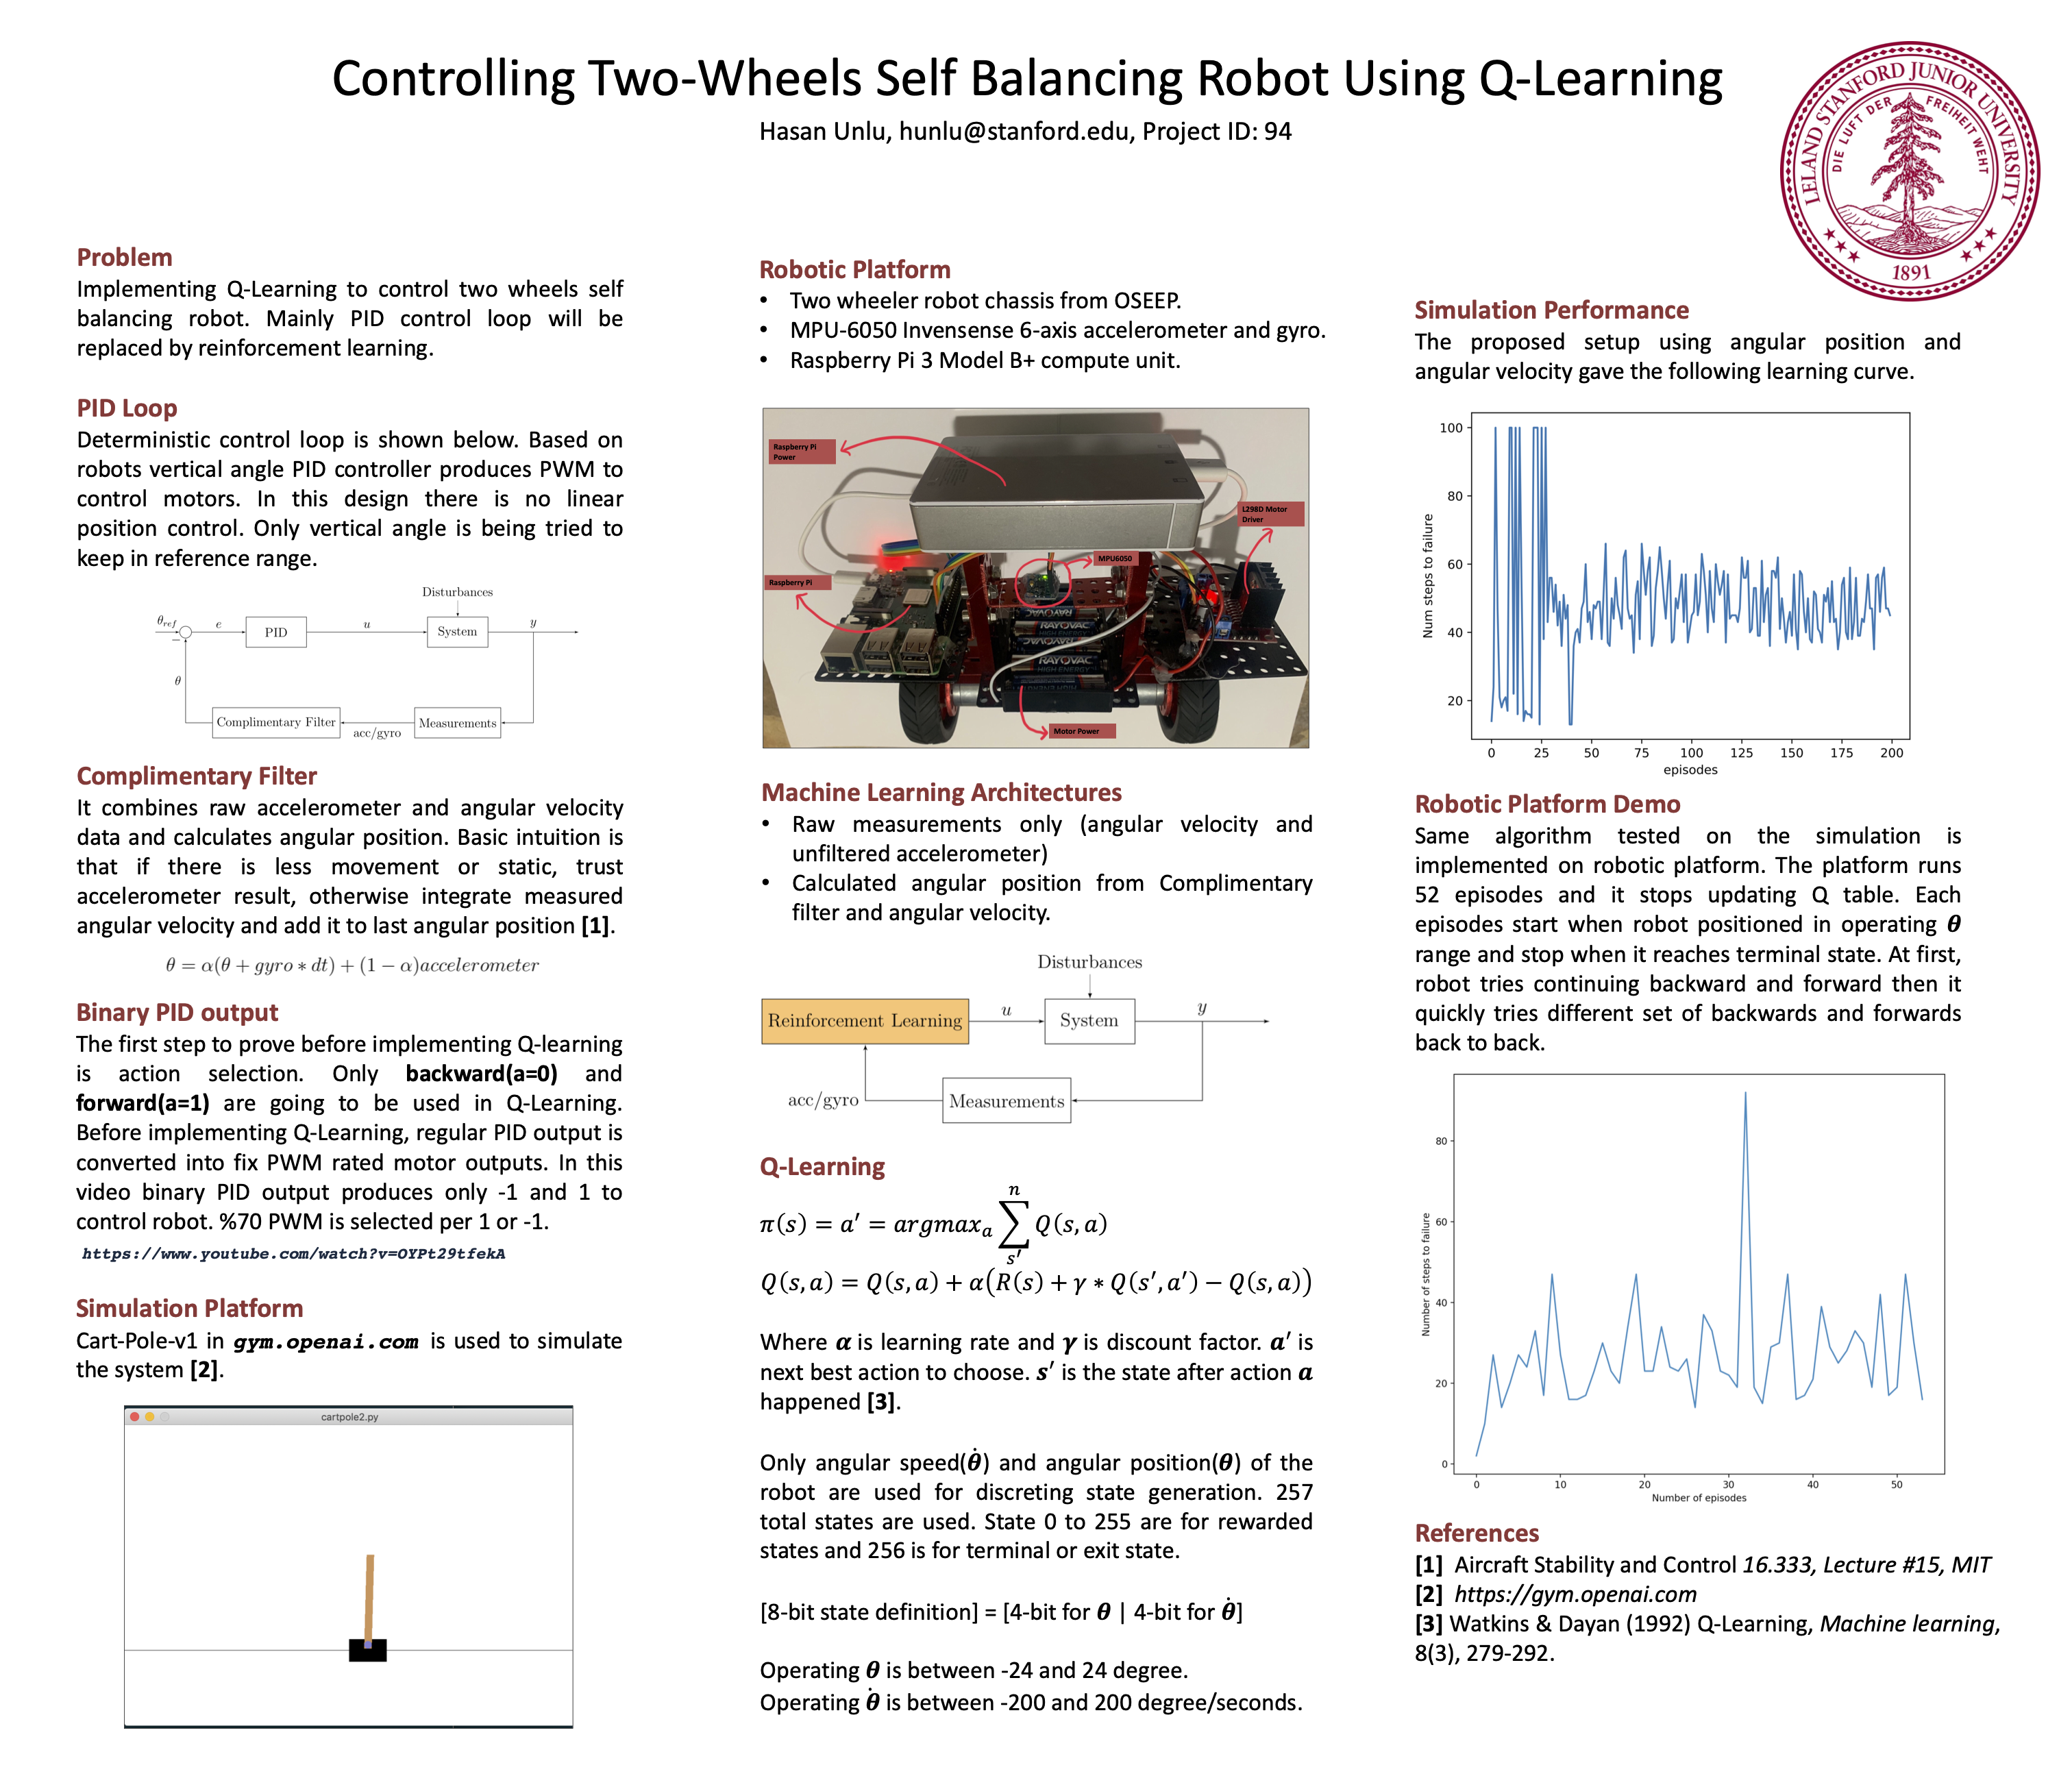 Controlling Two-Wheels Self Balancing Robot Using Q-Learning
Hasan Unlu, hunlu@stanford.edu, Project ID: 94
LELAND STANFORD JUNIOR UNIVERSITY
DIE LUFT DER FREIHEIT WEHT
1891
Problem
Implementing Q-Learning to control two wheels self
balancing robot. Mainly PID control loop will be
replaced by reinforcement learning.
PID Loop
Deterministic control loop is shown below. Based on
robots vertical angle PID controller produces PWM to
control motors. In this design there is no linear
position control. Only vertical angle is being tried to
keep in reference range.
Disturbances
θref
−
e
PID
u
System
y
θ
Complimentary Filter
acc/gyro
Measurements
Complimentary Filter
It combines raw accelerometer and angular velocity
data and calculates angular position. Basic intuition is
that if there is less movement or static, trust
accelerometer result, otherwise integrate measured
angular velocity and add it to last angular position [1].
θ = α(θ + gyro ∗ dt) + (1 − α)accelerometer
Binary PID output
The first step to prove before implementing Q-learning
is action selection. Only backward(a=0) and
forward(a=1) are going to be used in Q-Learning.
Before implementing Q-Learning, regular PID output is
converted into fix PWM rated motor outputs. In this
video binary PID output produces only -1 and 1 to
control robot. %70 PWM is selected per 1 or -1.
https://www.youtube.com/watch?v=OYPt29tfekA
Simulation Platform
Cart-Pole-v1 in gym.openai.com is used to simulate
the system [2].
cartpole2.py
Robotic Platform
• Two wheeler robot chassis from OSEEP.
• MPU-6050 Invensense 6-axis accelerometer and gyro.
• Raspberry Pi 3 Model B+ compute unit.
Raspberry Pi
Power
L298D Motor
Driver
MPU6050
Raspberry Pi
RAYOVAC
HIGH ENERGY
RAYOVAC
RAYOVAC
HIGH ENERGY
Motor Power
Machine Learning Architectures
• Raw measurements only (angular velocity and
unfiltered accelerometer)
• Calculated angular position from Complimentary
filter and angular velocity.
Disturbances
Reinforcement Learning
u
System
y
acc/gyro
Measurements
Q-Learning
π(s) = a′ = argmaxₐ ∑ⁿₛ′ Q(s, a)
Q(s, a) = Q(s, a) + α(R(s) + γ ∗ Q(s′, a′) − Q(s, a))
Where α is learning rate and γ is discount factor. a′ is
next best action to choose. s′ is the state after action a
happened [3].
Only angular speed(θ̇) and angular position(θ) of the
robot are used for discreting state generation. 257
total states are used. State 0 to 255 are for rewarded
states and 256 is for terminal or exit state.
[8-bit state definition] = [4-bit for θ | 4-bit for θ̇]
Operating θ is between -24 and 24 degree.
Operating θ̇ is between -200 and 200 degree/seconds.
Simulation Performance
The proposed setup using angular position and
angular velocity gave the following learning curve.
100
80
60
40
20
Num steps to failure
0 25 50 75 100 125 150 175 200
episodes
Robotic Platform Demo
Same algorithm tested on the simulation is
implemented on robotic platform. The platform runs
52 episodes and it stops updating Q table. Each
episodes start when robot positioned in operating θ
range and stop when it reaches terminal state. At first,
robot tries continuing backward and forward then it
quickly tries different set of backwards and forwards
back to back.
80
60
40
20
0
Number of steps to failure
0 10 20 30 40 50
Number of episodes
References
[1] Aircraft Stability and Control 16.333, Lecture #15, MIT
[2] https://gym.openai.com
[3] Watkins & Dayan (1992) Q-Learning, Machine learning,
8(3), 279-292.